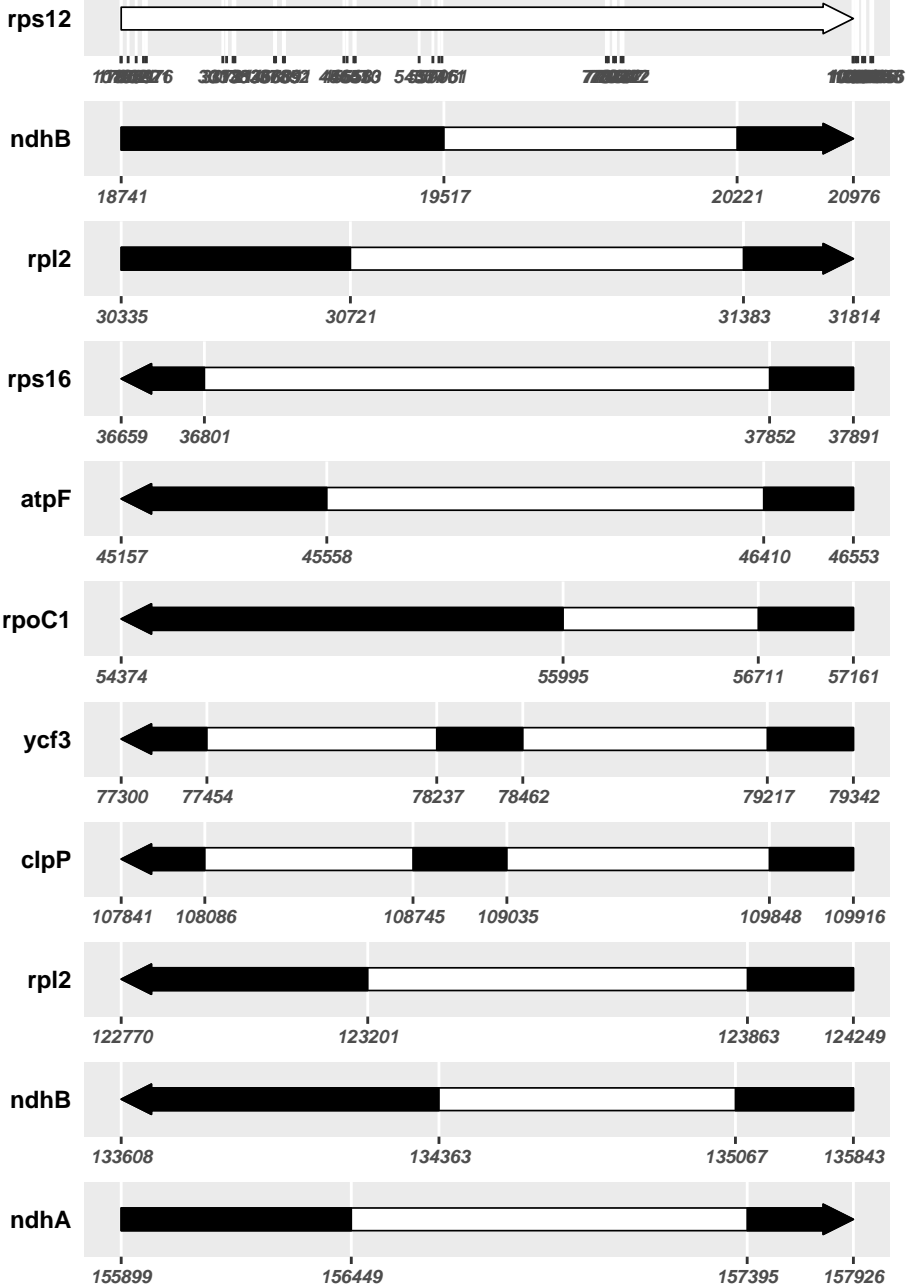 rps12
ndhB
18741 19517 20221 20976
rpl2
30335 30721 31383 31814
rps16
36659 36801 37852 37891
atpF
45157 45558 46410 46553
rpoC1
54374 55995 56711 57161
ycf3
77300 77454 78237 78462 79217 79342
clpP
107841 108086 108745 109035 109848 109916
rpl2
122770 123201 123863 124249
ndhB
133608 134363 135067 135843
ndhA
155899 156449 157395 157926